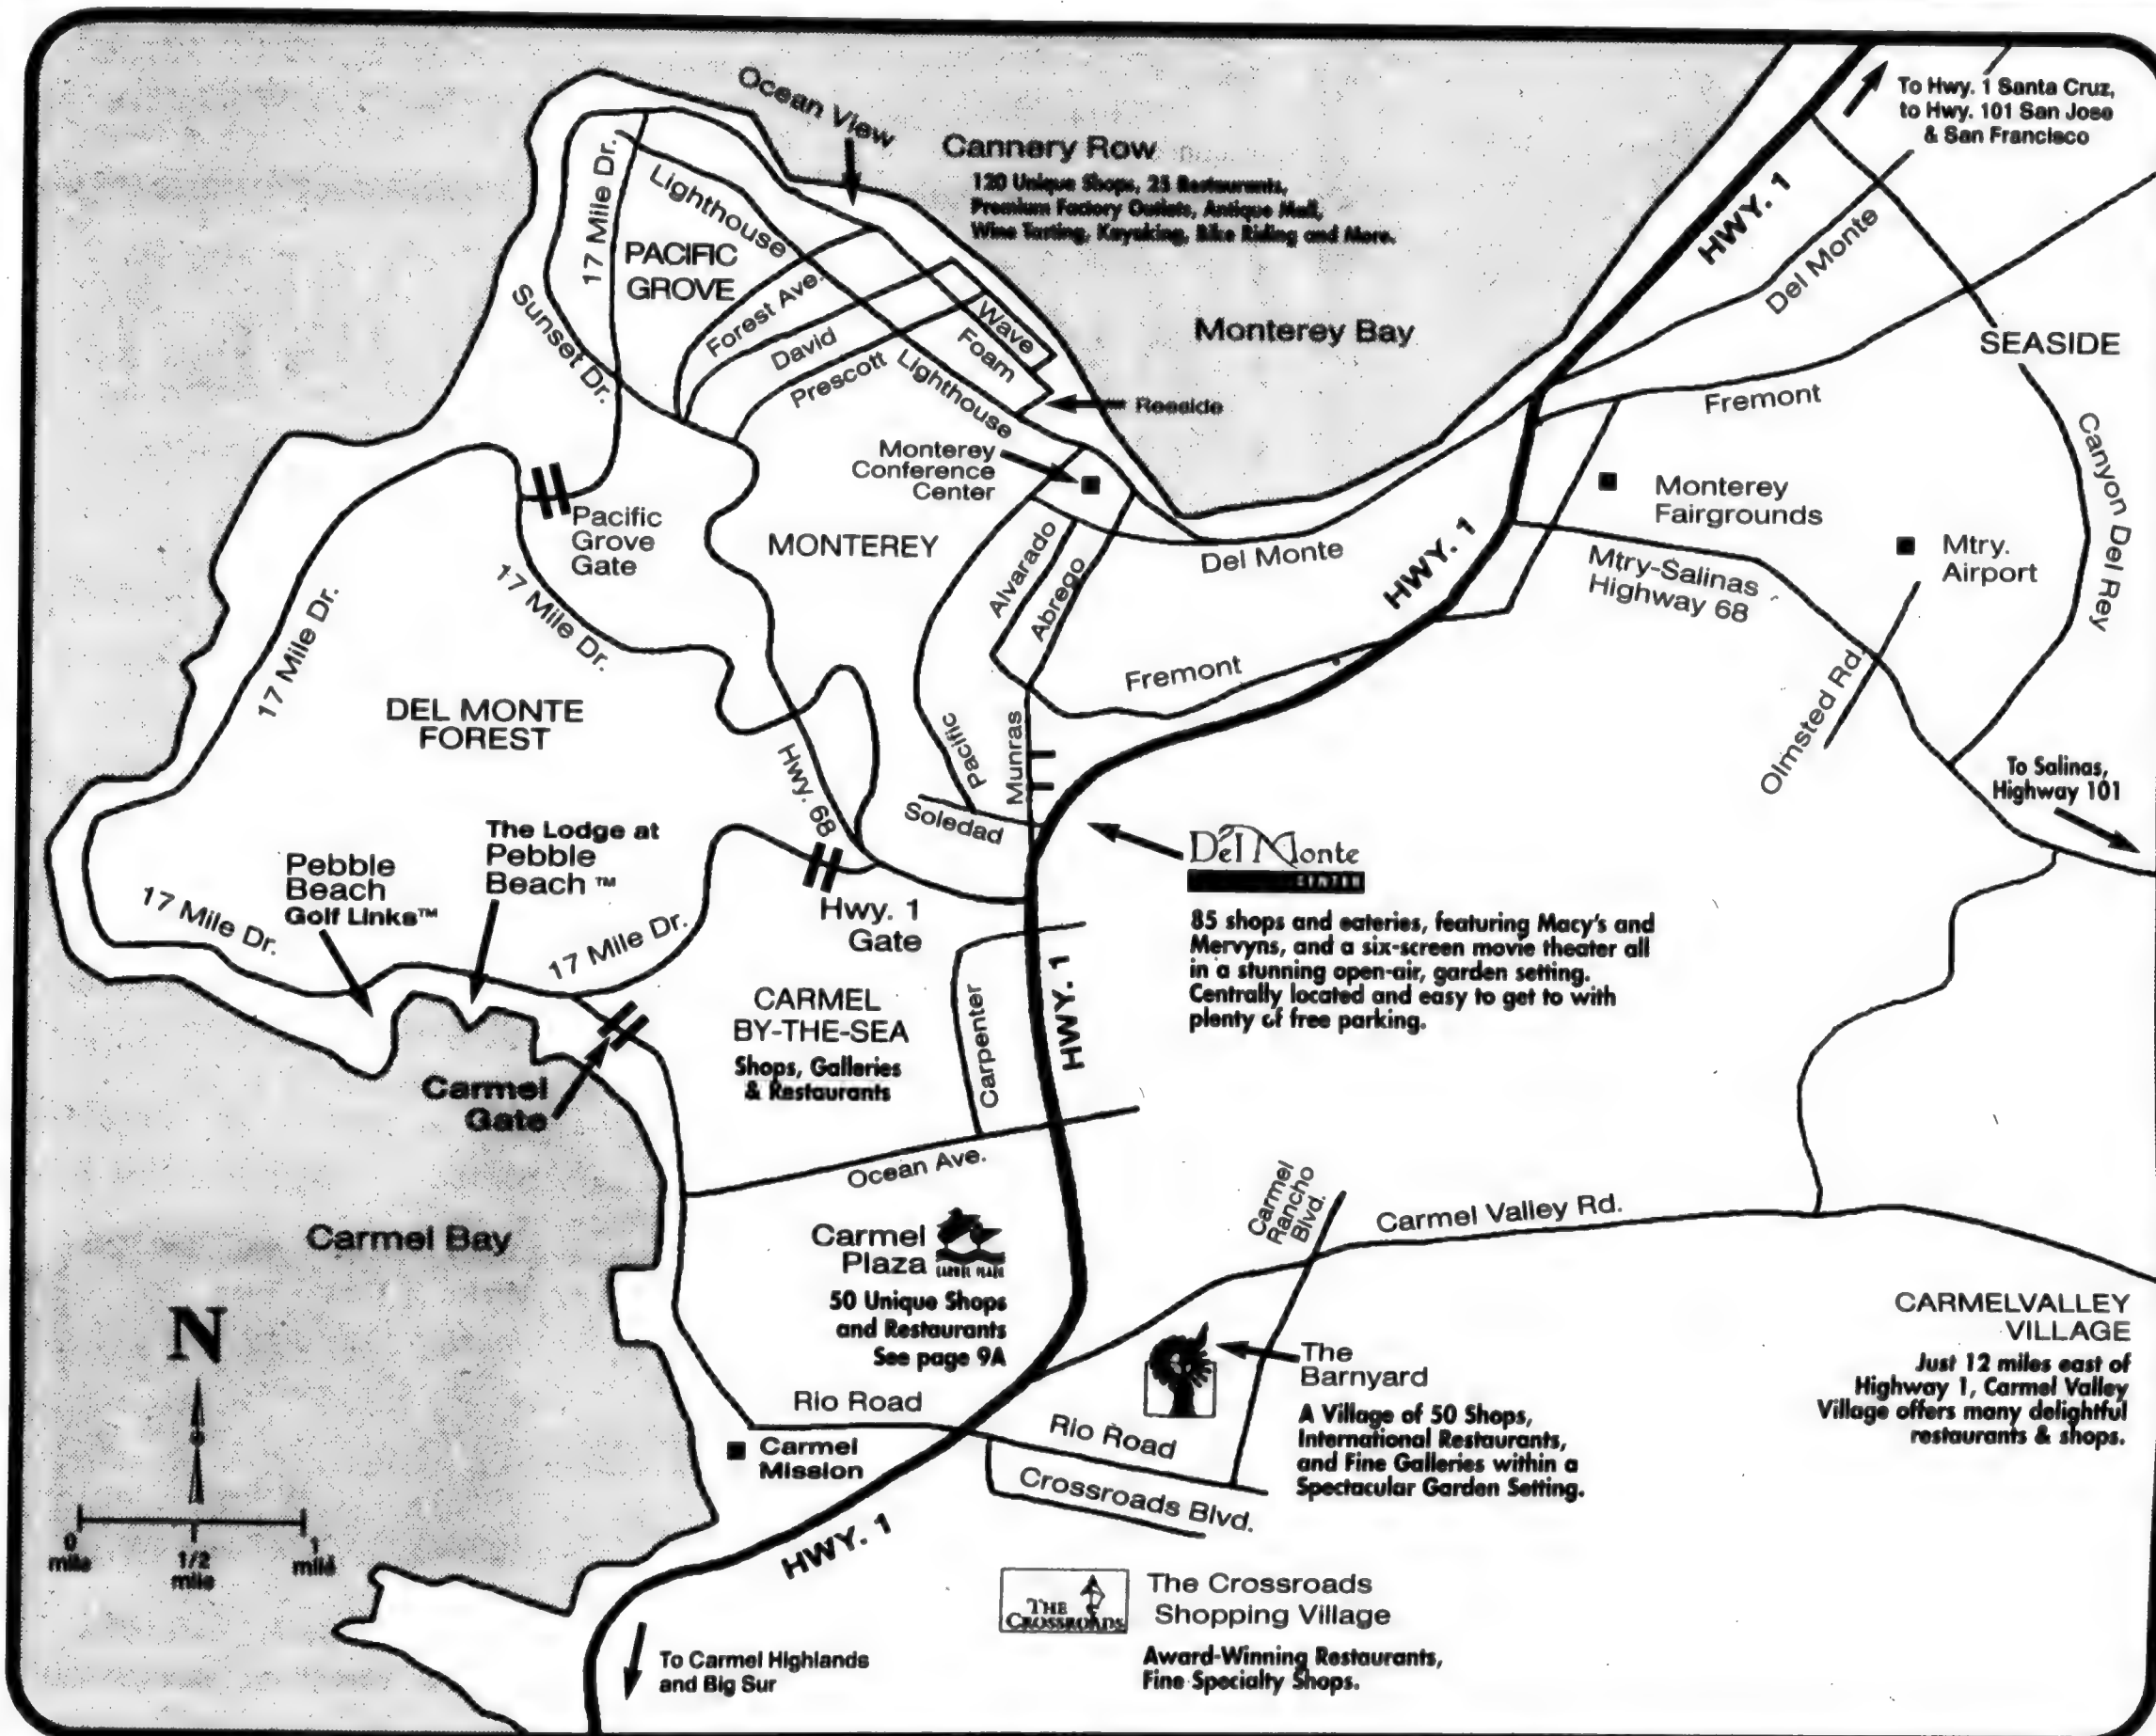 Ocean View
Cannery Row
120 Unique Shops, 25 Restaurants,
Premium Factory Outlets, Antique Mall,
Wine Tasting, Kayaking, Bike Riding and More.
To Hwy. 1 Santa Cruz,
to Hwy. 101 San Jose
& San Francisco
HWY. 1
Del Monte
17 Mile Dr.
Lighthouse
PACIFIC
GROVE
Forest Ave.
Sunset Dr.
David
Prescott
Lighthouse
Wave
Foam
Reeside
Monterey Bay
SEASIDE
Fremont
Canyon Del Rey
Monterey
Conference
Center
Monterey
Fairgrounds
Mtry.
Airport
Pacific
Grove
Gate
MONTEREY
Alvarado
Abrego
Del Monte
HWY. 1
Mtry-Salinas
Highway 68
17 Mile Dr.
17 Mile Dr.
Fremont
Olmsted Rd.
DEL MONTE
FOREST
Pacific
Munras
Hwy. 68
Soledad
To Salinas,
Highway 101
The Lodge at
Pebble
Beach ™
Pebble
Beach
Golf Links™
Del Monte
CENTER
85 shops and eateries, featuring Macy's and
Mervyns, and a six-screen movie theater all
in a stunning open-air, garden setting.
Centrally located and easy to get to with
plenty of free parking.
17 Mile Dr.
17 Mile Dr.
Hwy. 1
Gate
CARMEL
BY-THE-SEA
Shops, Galleries
& Restaurants
Carpenter
HWY. 1
Carmel
Gate
Ocean Ave.
Carmel
Rancho
Blvd.
Carmel Valley Rd.
Carmel Bay
Carmel
Plaza
CARMEL PLAZA
50 Unique Shops
and Restaurants
See page 9A
CARMELVALLEY
VILLAGE
Just 12 miles east of
Highway 1, Carmel Valley
Village offers many delightful
restaurants & shops.
The
Barnyard
A Village of 50 Shops,
International Restaurants,
and Fine Galleries within a
Spectacular Garden Setting.
N
Rio Road
Rio Road
Carmel
Mission
Crossroads Blvd.
0
mile
1/2
mile
1
mile
HWY. 1
THE
CROSSROADS
The Crossroads
Shopping Village
Award-Winning Restaurants,
Fine Specialty Shops.
To Carmel Highlands
and Big Sur